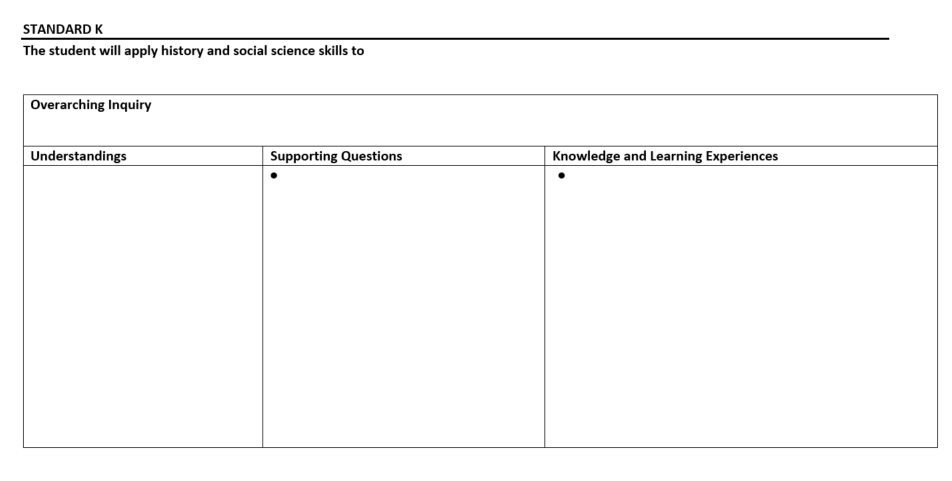 STANDARD K
The student will apply history and social science skills to
Overarching Inquiry
Understandings
Supporting Questions
Knowledge and Learning Experiences